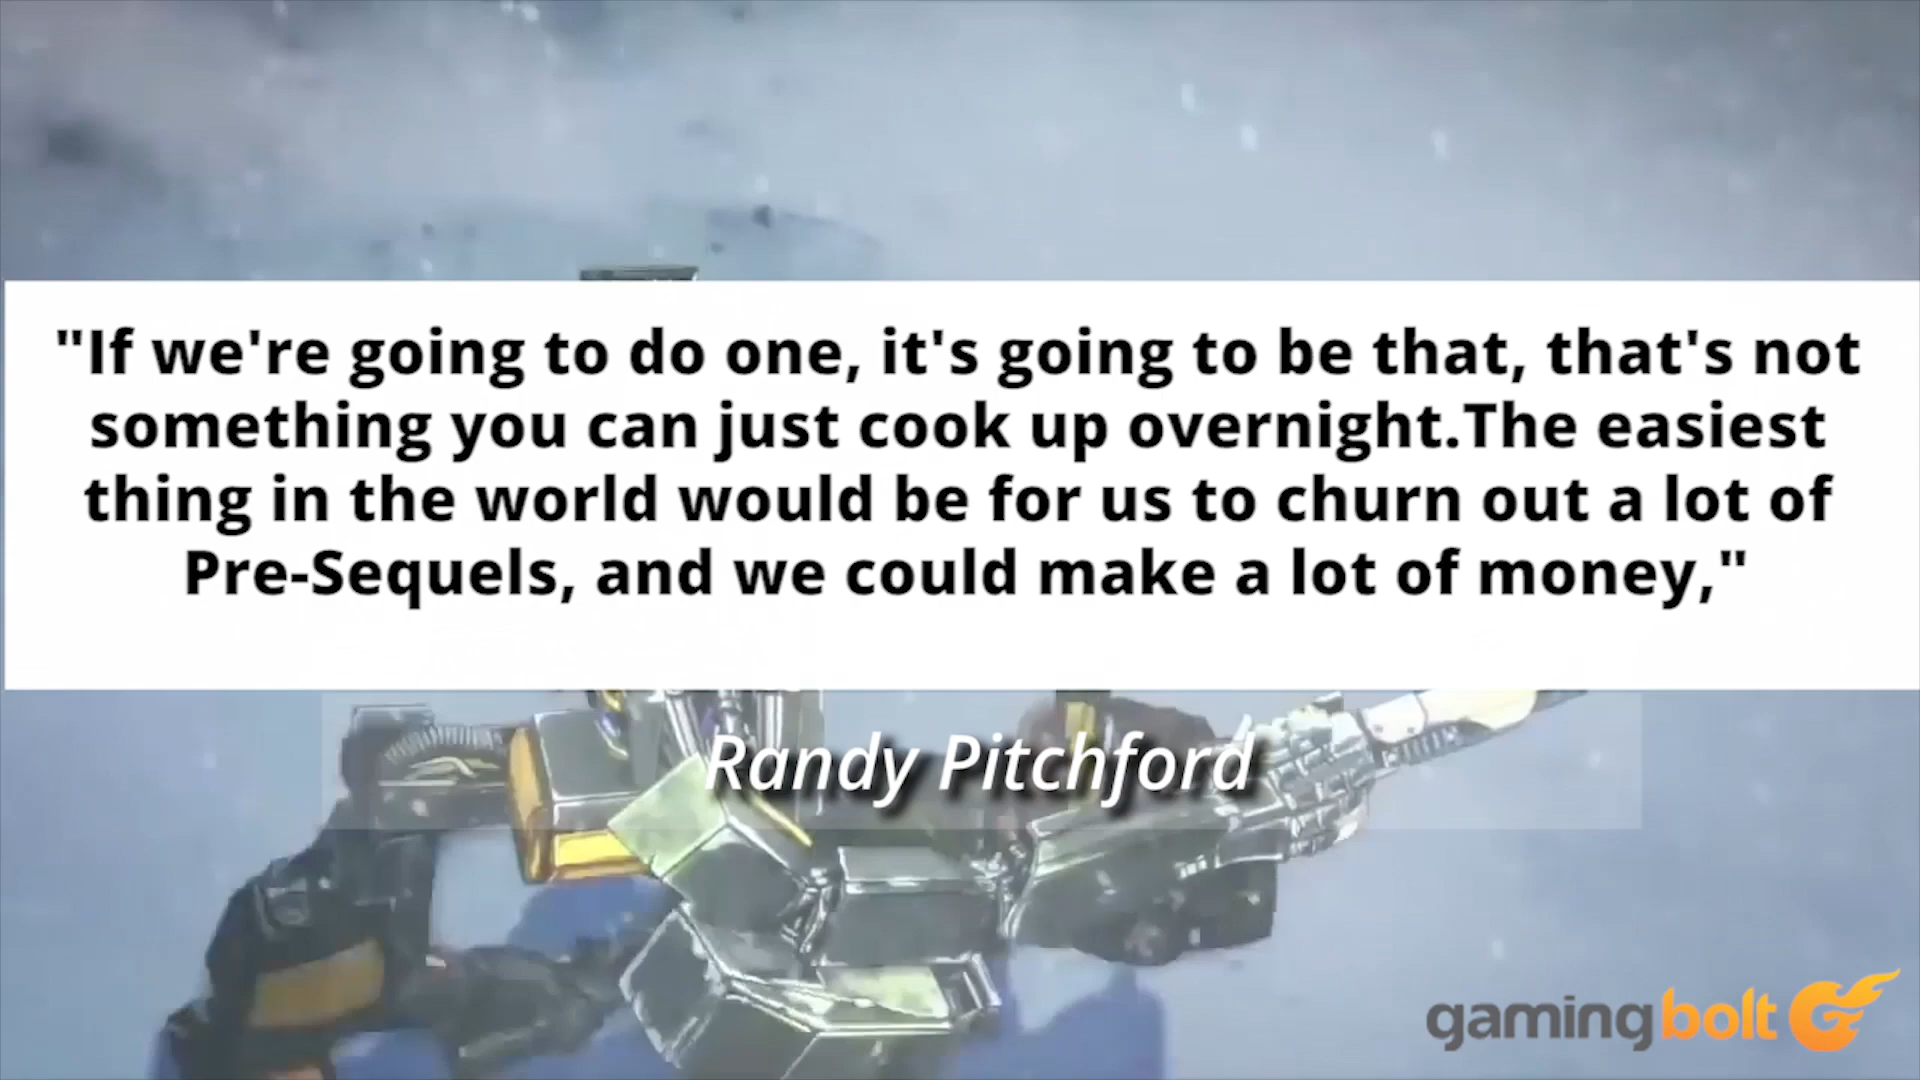 "If we're going to do one, it's going to be that, that's not
something you can just cook up overnight.The easiest
thing in the world would be for us to churn out a lot of
Pre-Sequels, and we could make a lot of money,"
Randy Pitchford
gamingbolt